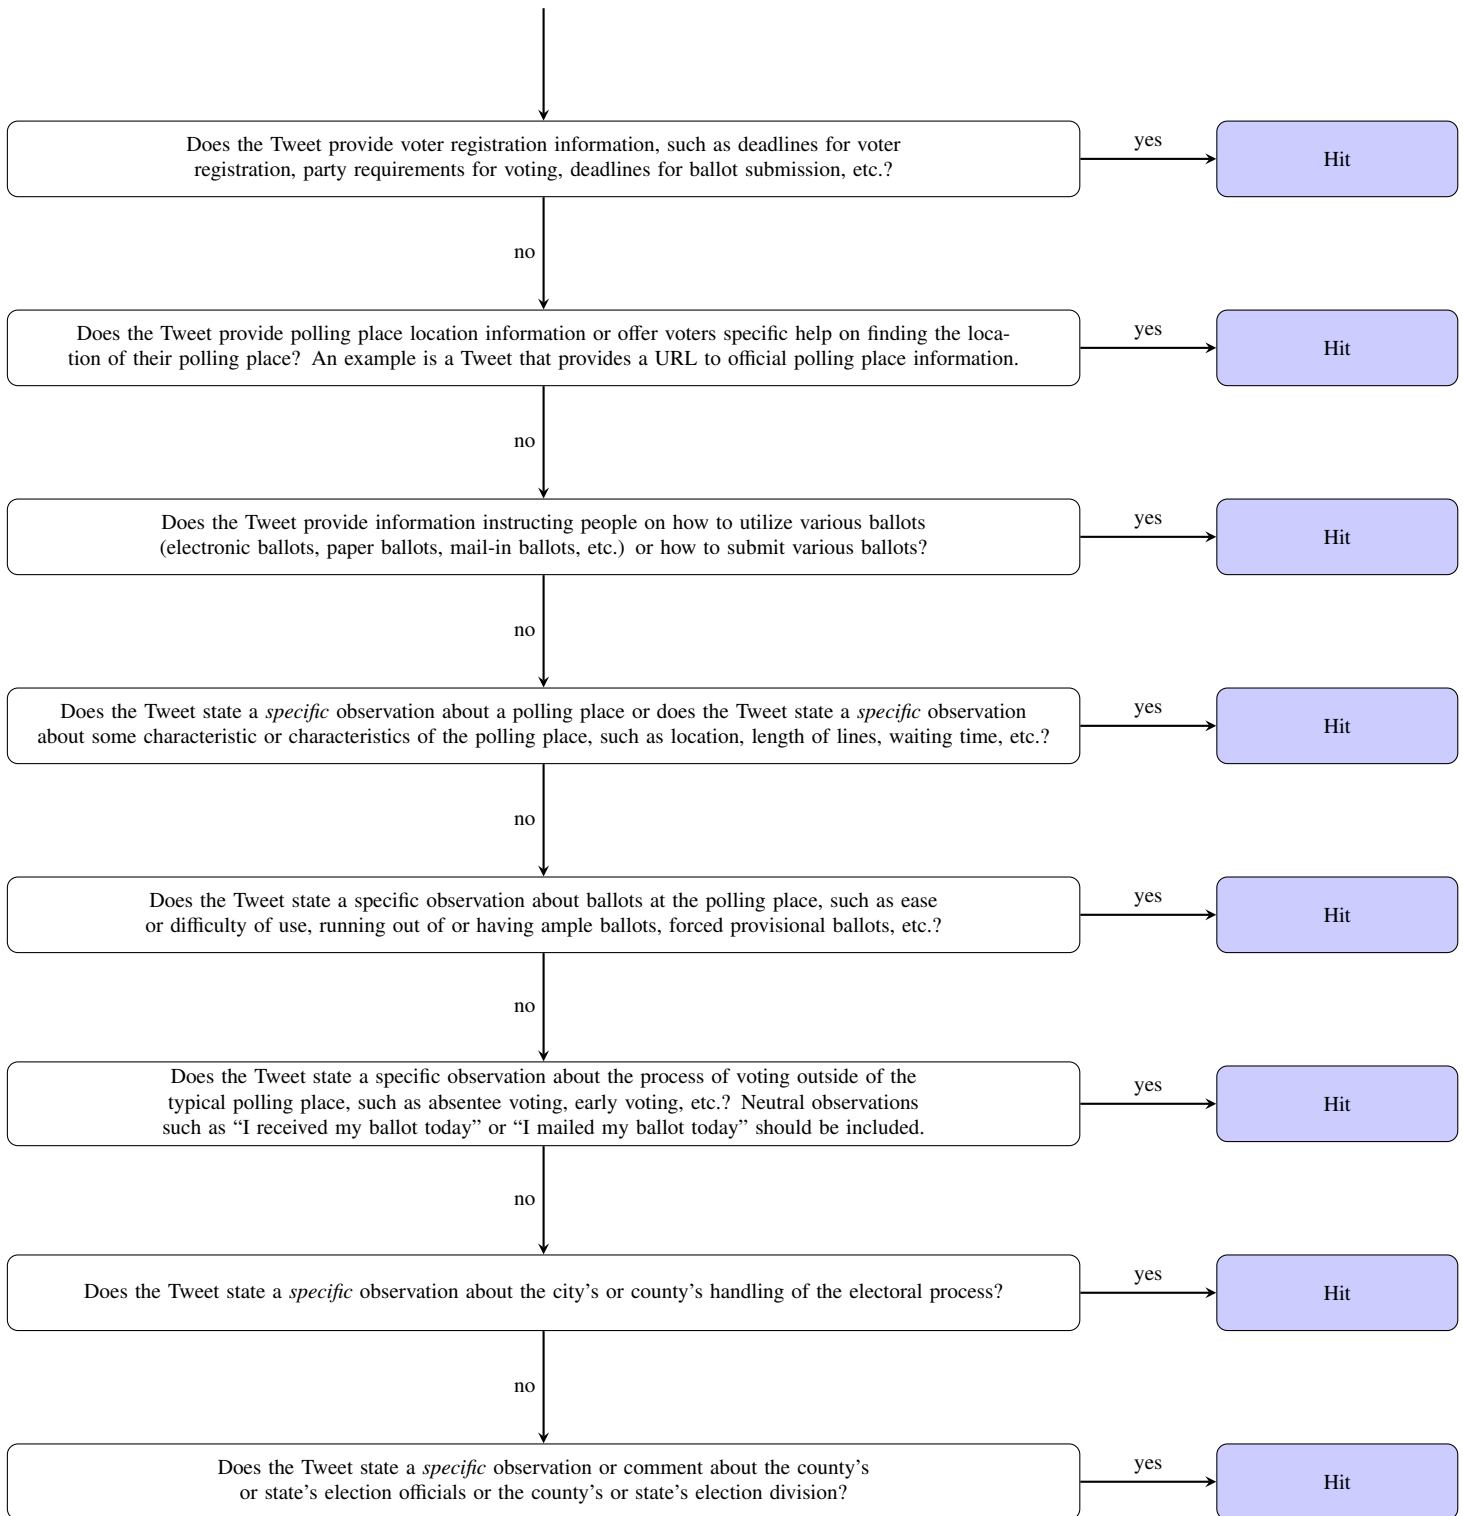 Does the Tweet provide voter registration information, such as deadlines for voter
registration, party requirements for voting, deadlines for ballot submission, etc.?
yes
Hit
no
Does the Tweet provide polling place location information or offer voters specific help on finding the loca-
tion of their polling place? An example is a Tweet that provides a URL to official polling place information.
yes
Hit
no
Does the Tweet provide information instructing people on how to utilize various ballots
(electronic ballots, paper ballots, mail-in ballots, etc.) or how to submit various ballots?
yes
Hit
no
Does the Tweet state a specific observation about a polling place or does the Tweet state a specific observation
about some characteristic or characteristics of the polling place, such as location, length of lines, waiting time, etc.?
yes
Hit
no
Does the Tweet state a specific observation about ballots at the polling place, such as ease
or difficulty of use, running out of or having ample ballots, forced provisional ballots, etc.?
yes
Hit
no
Does the Tweet state a specific observation about the process of voting outside of the
typical polling place, such as absentee voting, early voting, etc.? Neutral observations
such as “I received my ballot today” or “I mailed my ballot today” should be included.
yes
Hit
no
Does the Tweet state a specific observation about the city’s or county’s handling of the electoral process?
yes
Hit
no
Does the Tweet state a specific observation or comment about the county’s
or state’s election officials or the county’s or state’s election division?
yes
Hit